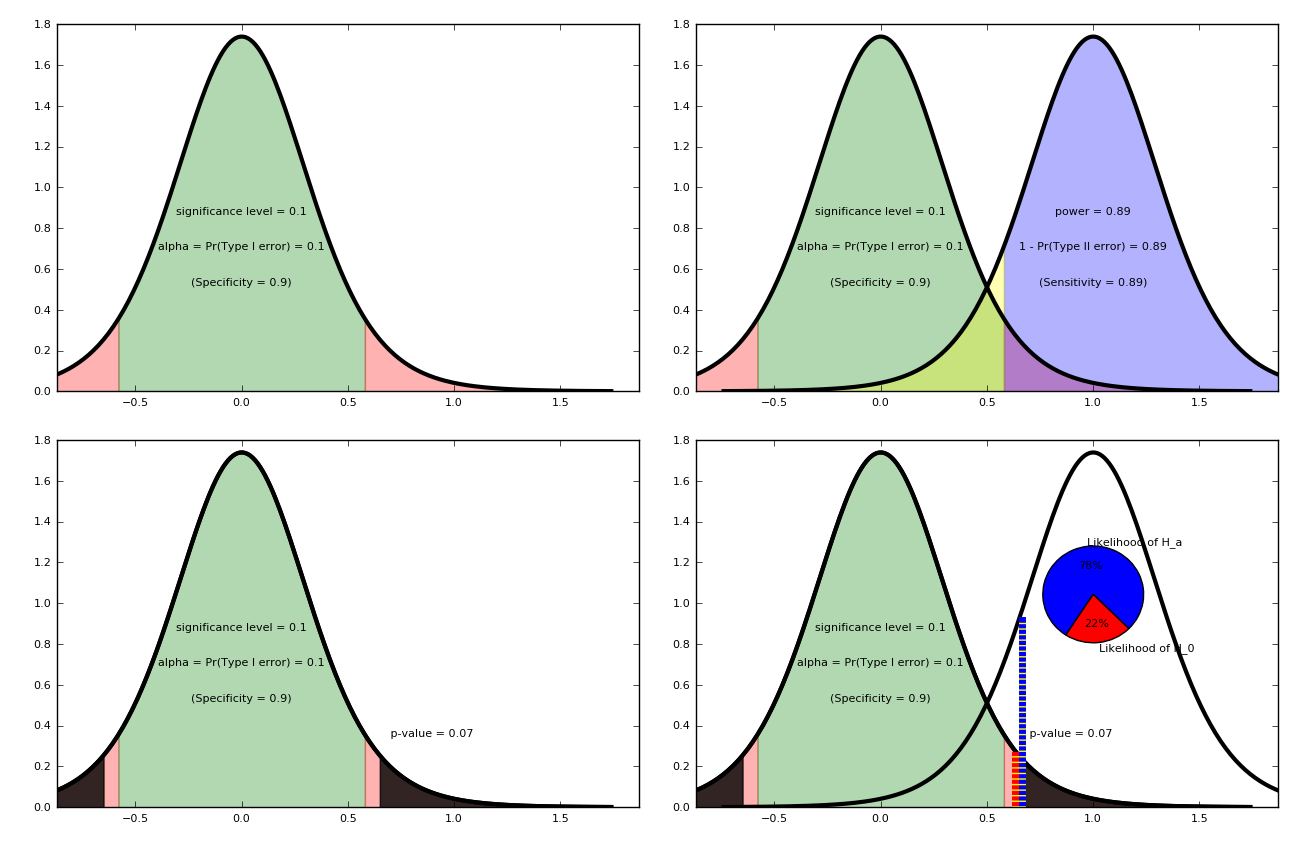 1.8
1.6
1.4
1.2
1.0
0.8
0.6
0.4
0.2
0.0
significance level = 0.1
alpha = Pr(Type I error) = 0.1
(Specificity = 0.9)
−0.5 0.0 0.5 1.0 1.5
1.8
1.6
1.4
1.2
1.0
0.8
0.6
0.4
0.2
0.0
significance level = 0.1
alpha = Pr(Type I error) = 0.1
(Specificity = 0.9)
power = 0.89
1 - Pr(Type II error) = 0.89
(Sensitivity = 0.89)
−0.5 0.0 0.5 1.0 1.5
1.8
1.6
1.4
1.2
1.0
0.8
0.6
0.4
0.2
0.0
significance level = 0.1
alpha = Pr(Type I error) = 0.1
(Specificity = 0.9)
p-value = 0.07
−0.5 0.0 0.5 1.0 1.5
1.8
1.6
1.4
1.2
1.0
0.8
0.6
0.4
0.2
0.0
significance level = 0.1
alpha = Pr(Type I error) = 0.1
(Specificity = 0.9)
Likelihood of H_a
78%
22%
Likelihood of H_0
p-value = 0.07
−0.5 0.0 0.5 1.0 1.5